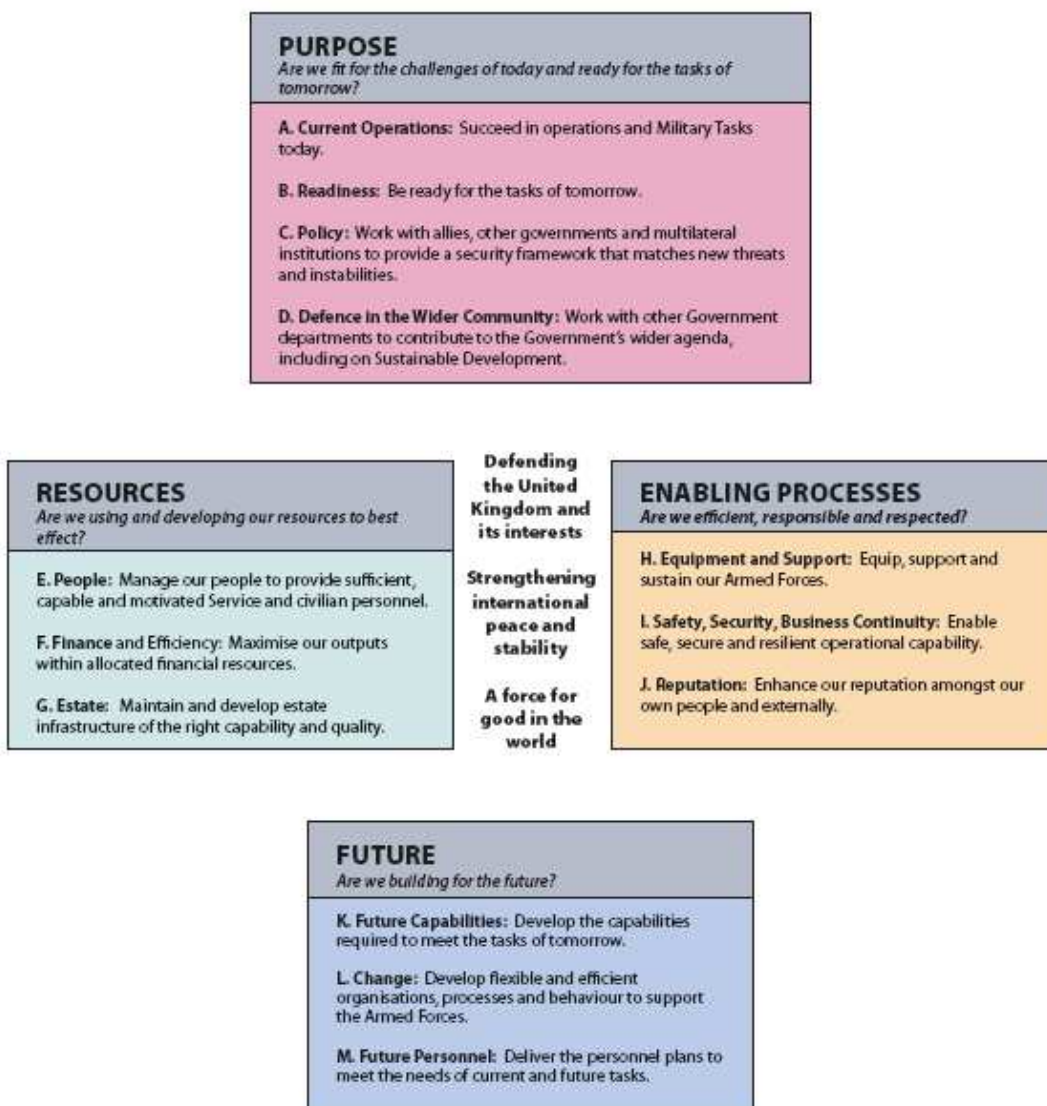 PURPOSE
Are we fit for the challenges of today and ready for the tasks of
tomorrow?
A. Current Operations: Succeed in operations and Military Tasks
today.
B. Readiness: Be ready for the tasks of tomorrow.
C. Policy: Work with allies, other governments and multilateral
institutions to provide a security framework that matches new threats
and instabilities.
D. Defence in the Wider Community: Work with other Government
departments to contribute to the Government's wider agenda,
including on Sustainable Development.
RESOURCES
Are we using and developing our resources to best
effect?
E. People: Manage our people to provide sufficient,
capable and motivated Service and civilian personnel.
F. Finance and Efficiency: Maximise our outputs
within allocated financial resources.
G. Estate: Maintain and develop estate
infrastructure of the right capability and quality.
Defending
the United
Kingdom and
its interests
Strengthening
international
peace and
stability
A force for
good in the
world
ENABLING PROCESSES
Are we efficient, responsible and respected?
H. Equipment and Support: Equip, support and
sustain our Armed Forces.
I. Safety, Security, Business Continuity: Enable
safe, secure and resilient operational capability.
J. Reputation: Enhance our reputation amongst our
own people and externally.
FUTURE
Are we building for the future?
K. Future Capabilities: Develop the capabilities
required to meet the tasks of tomorrow.
L. Change: Develop flexible and efficient
organisations, processes and behaviour to support
the Armed Forces.
M. Future Personnel: Deliver the personnel plans to
meet the needs of current and future tasks.